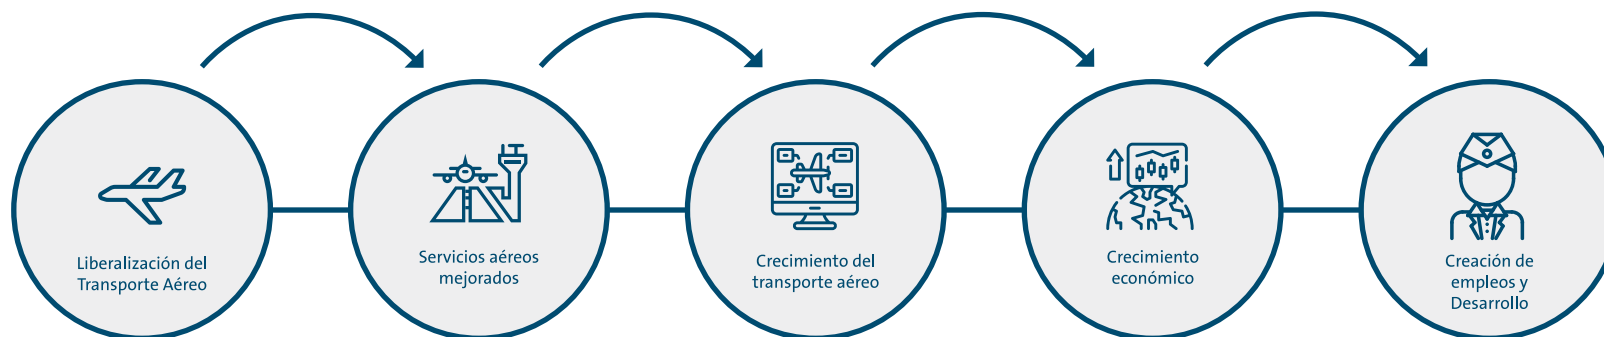 Liberalización del
Transporte Aéreo
Servicios aéreos
mejorados
Crecimiento del
transporte aéreo
Crecimiento
económico
Creación de
empleos y
Desarrollo